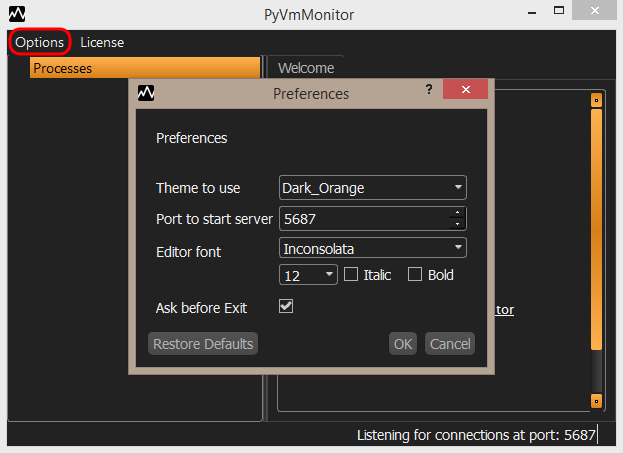 PyVmMonitor
Options License
Processes
Welcome
Preferences
?
Preferences
Theme to use Dark_Orange
Port to start server 5687
Editor font Inconsolata
12 Italic Bold
tor
Ask before Exit
Restore Defaults OK Cancel
Listening for connections at port: 5687